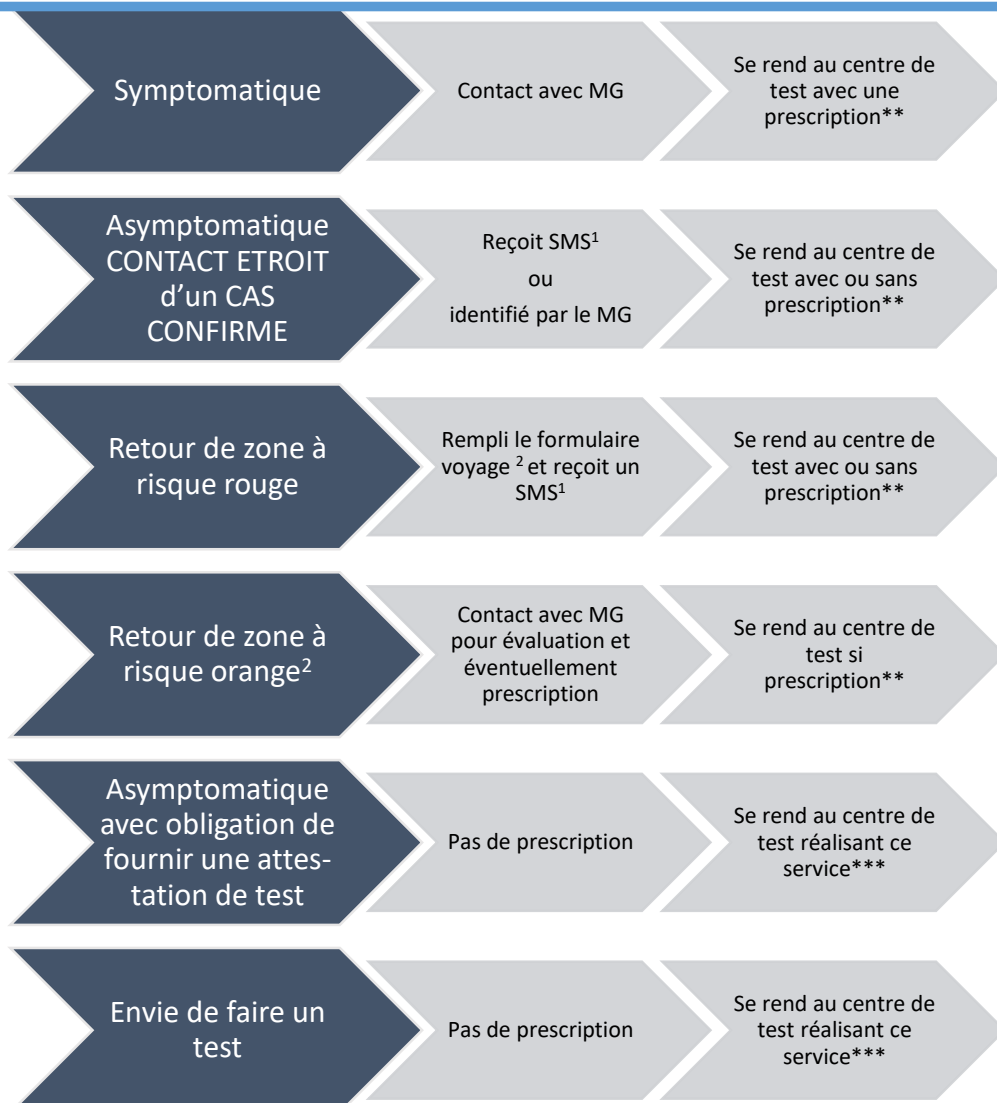 Symptomatique
Contact avec MG
Se rend au centre de
test avec une
prescription**
Asymptomatique
CONTACT ETROIT
d’un CAS
CONFIRME
Reçoit SMS¹
ou
identifié par le MG
Se rend au centre de
test avec ou sans
prescription**
Retour de zone à
risque rouge
Rempli le formulaire
voyage ² et reçoit un
SMS¹
Se rend au centre de
test avec ou sans
prescription**
Retour de zone à
risque orange²
Contact avec MG
pour évaluation et
éventuellement
prescription
Se rend au centre de
test si
prescription**
Asymptomatique
avec obligation de
fournir une attes-
tation de test
Pas de prescription
Se rend au centre de
test réalisant ce
service***
Envie de faire un
test
Pas de prescription
Se rend au centre de
test réalisant ce
service***